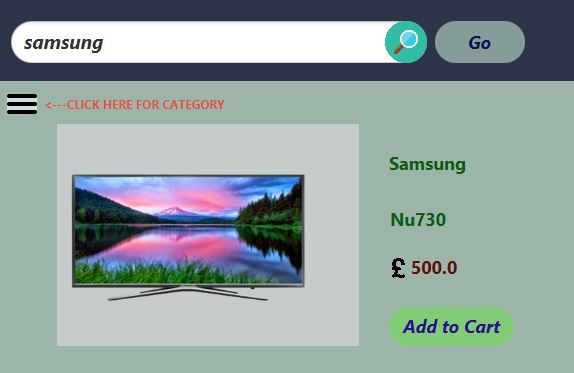 samsung
Go
<---CLICK HERE FOR CATEGORY
Samsung
Nu730
£ 500.0
Add to Cart